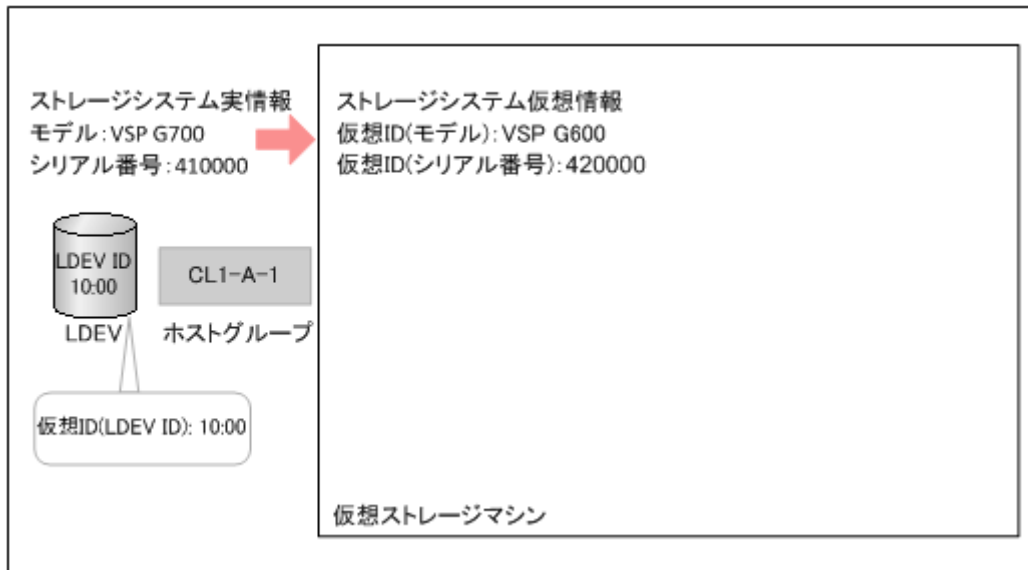 ストレージシステム実情報
モデル:VSP G700
シリアル番号:410000
ストレージシステム仮想情報
仮想ID(モデル):VSP G600
仮想ID(シリアル番号):420000
LDEV ID
10:00
LDEV
CL1-A-1
ホストグループ
仮想ID(LDEV ID): 10:00
仮想ストレージマシン